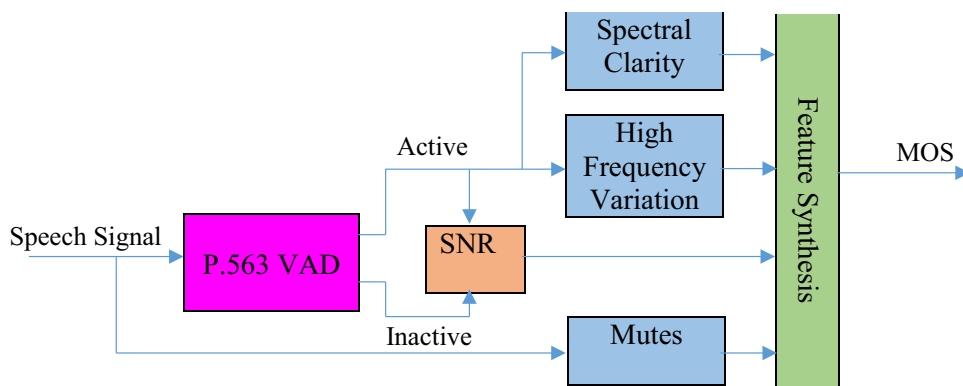 Spectral
Clarity
High
Frequency
Variation
Active
MOS
Feature Synthesis
Speech Signal
P.563 VAD
SNR
Inactive
Mutes